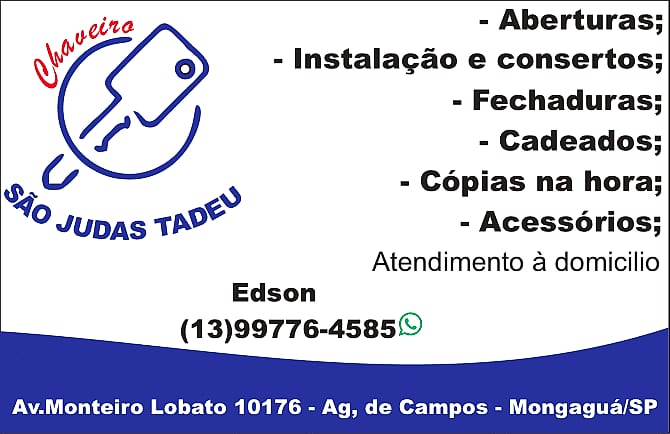 Chaveiro
SÃO JUDAS TADEU
- Aberturas;
- Instalação e consertos;
- Fechaduras;
- Cadeados;
- Cópias na hora;
- Acessórios;
Atendimento à domicilio
Edson
(13)99776-4585
Av.Monteiro Lobato 10176 - Ag, de Campos - Mongaguá/SP